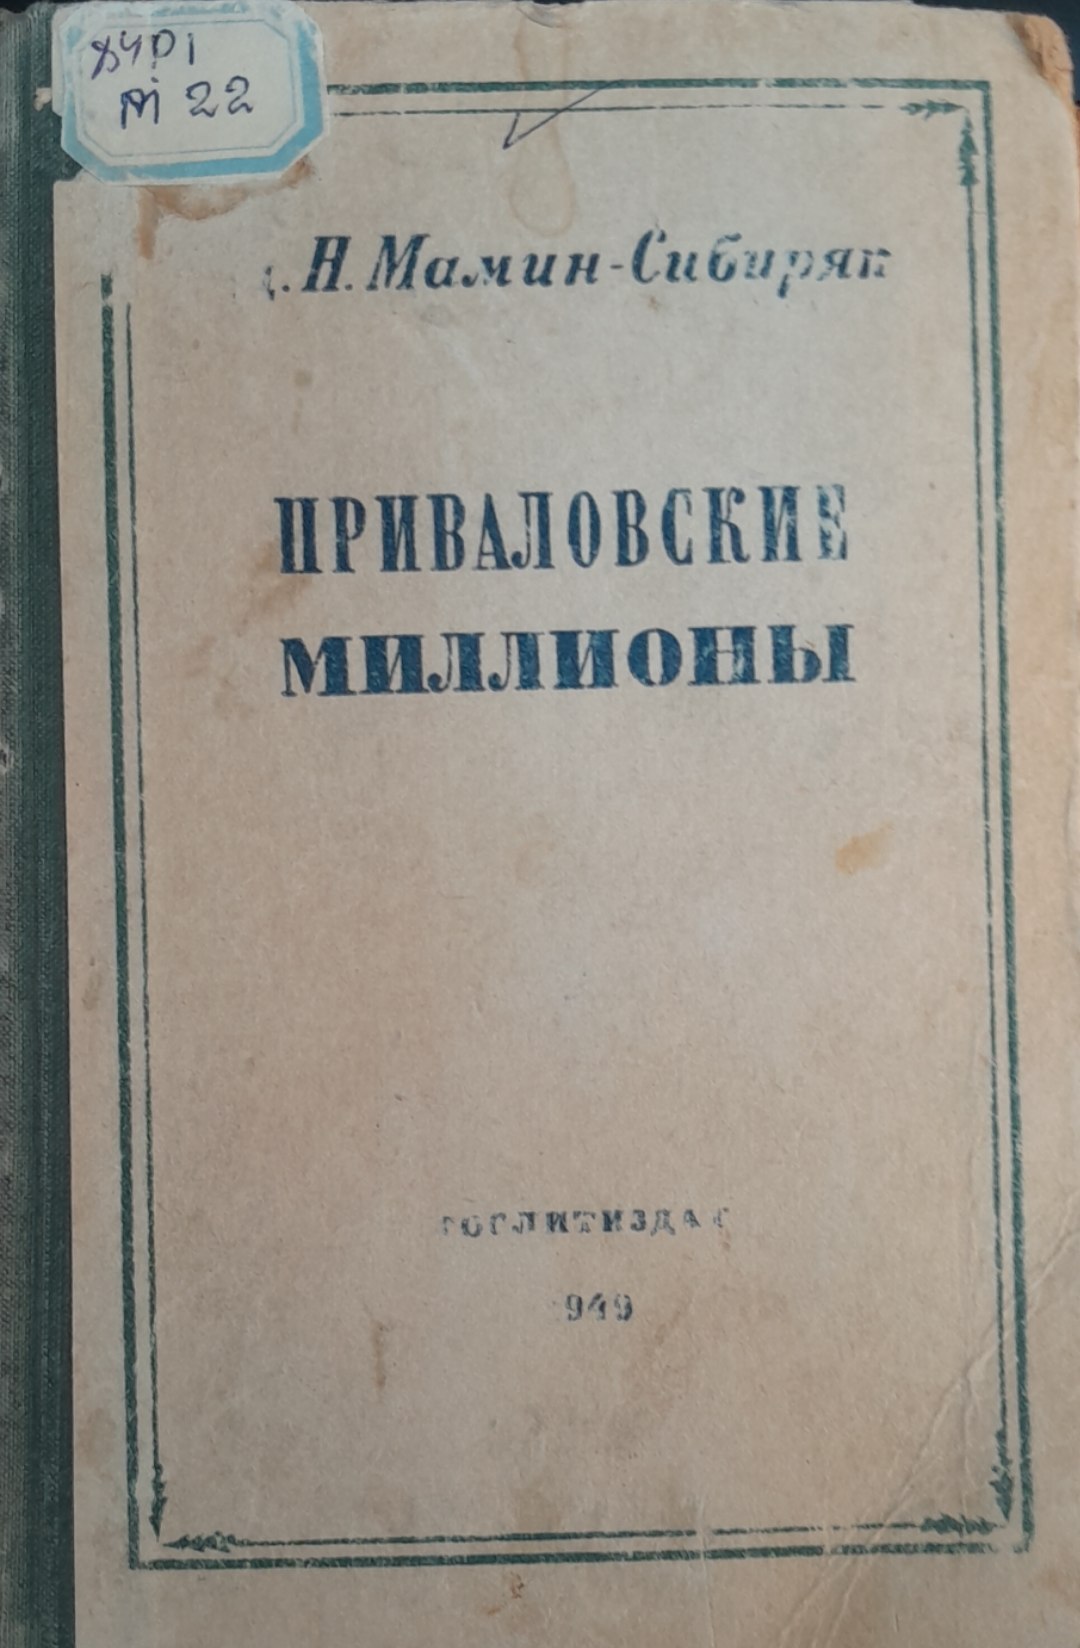 84Р1
М 22
. Н. Мамин-Сибиряк
ПРИВАЛОВСКИЕ
МИЛЛИОНЫ
ГОСЛИТИЗДАТ
949